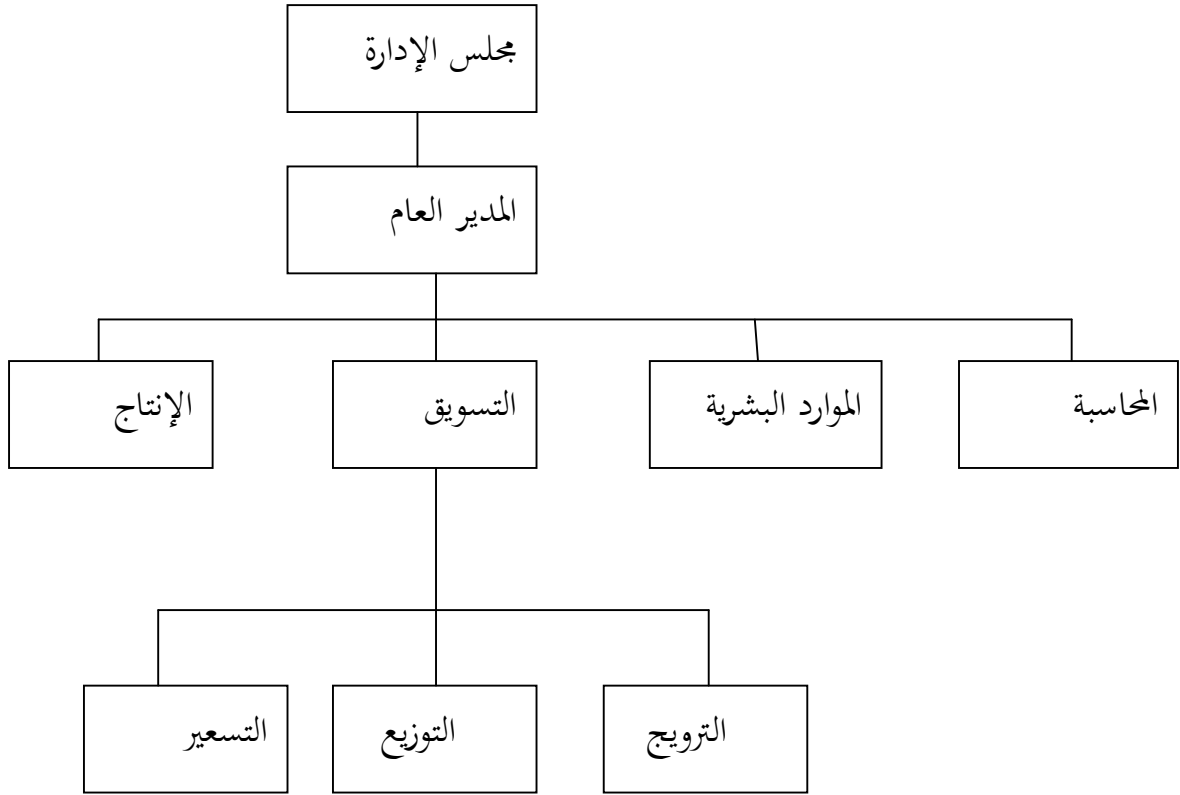 مجلس الإدارة
المدير العام
المحاسبة
الموارد البشرية
التسويق
الإنتاج
الترويج
التوزيع
التسعير